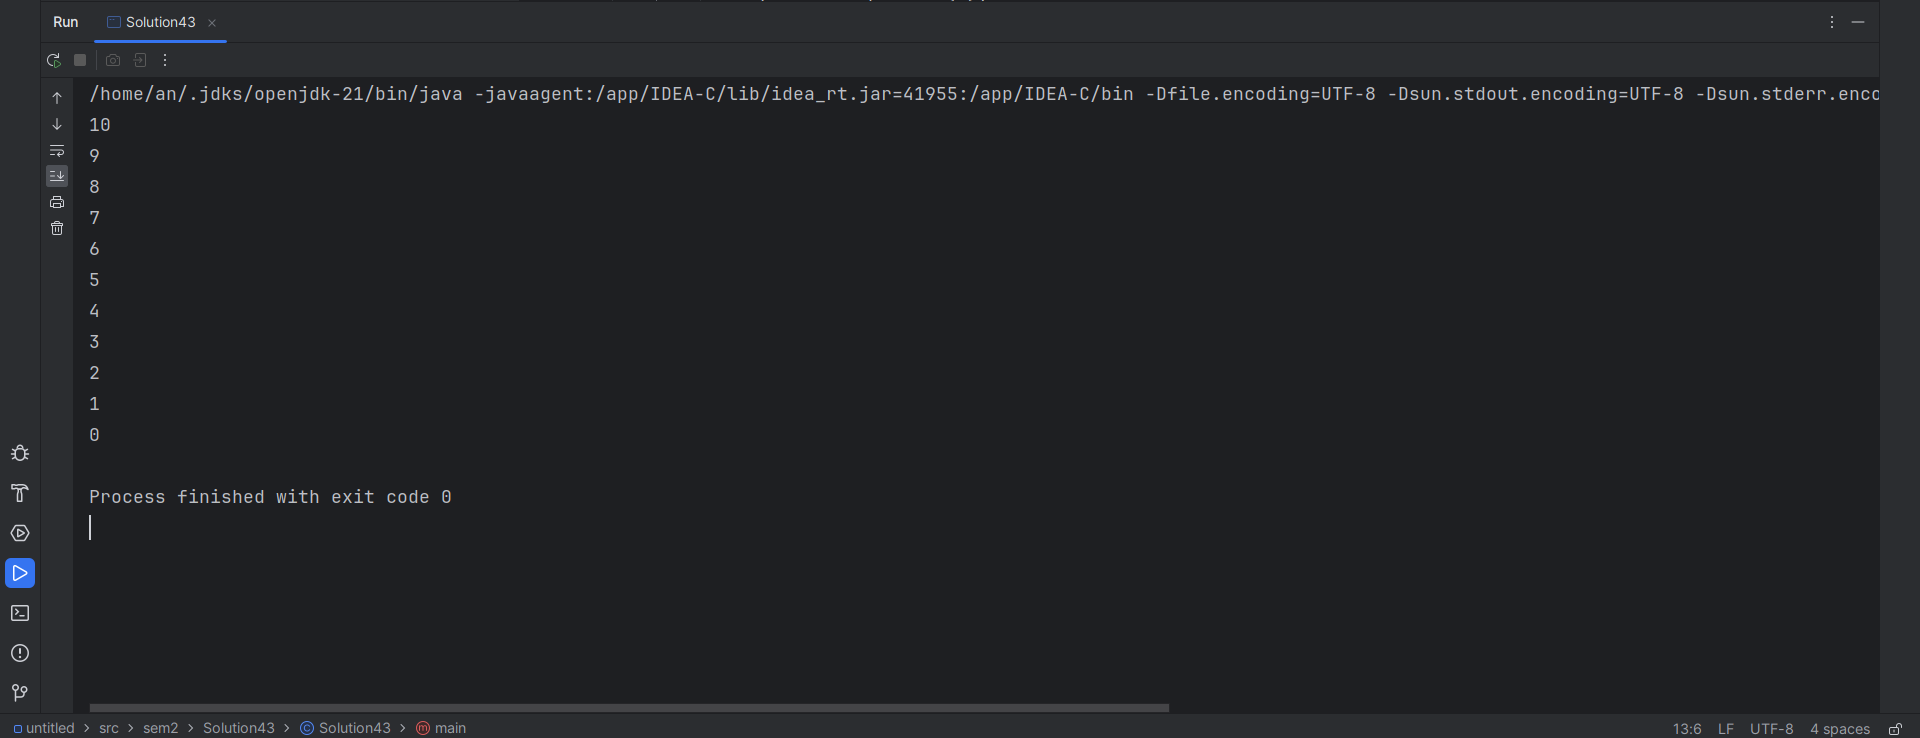 Run Solution43
/home/an/.jdks/openjdk-21/bin/java -javaagent:/app/IDEA-C/lib/idea_rt.jar=41955:/app/IDEA-C/bin -Dfile.encoding=UTF-8 -Dsun.stdout.encoding=UTF-8 -Dsun.stderr.enco
10
9
8
7
6
5
4
3
2
1
0
Process finished with exit code 0
untitled > src > sem2 > Solution43 > Solution43 > main 13:6 LF UTF-8 4 spaces